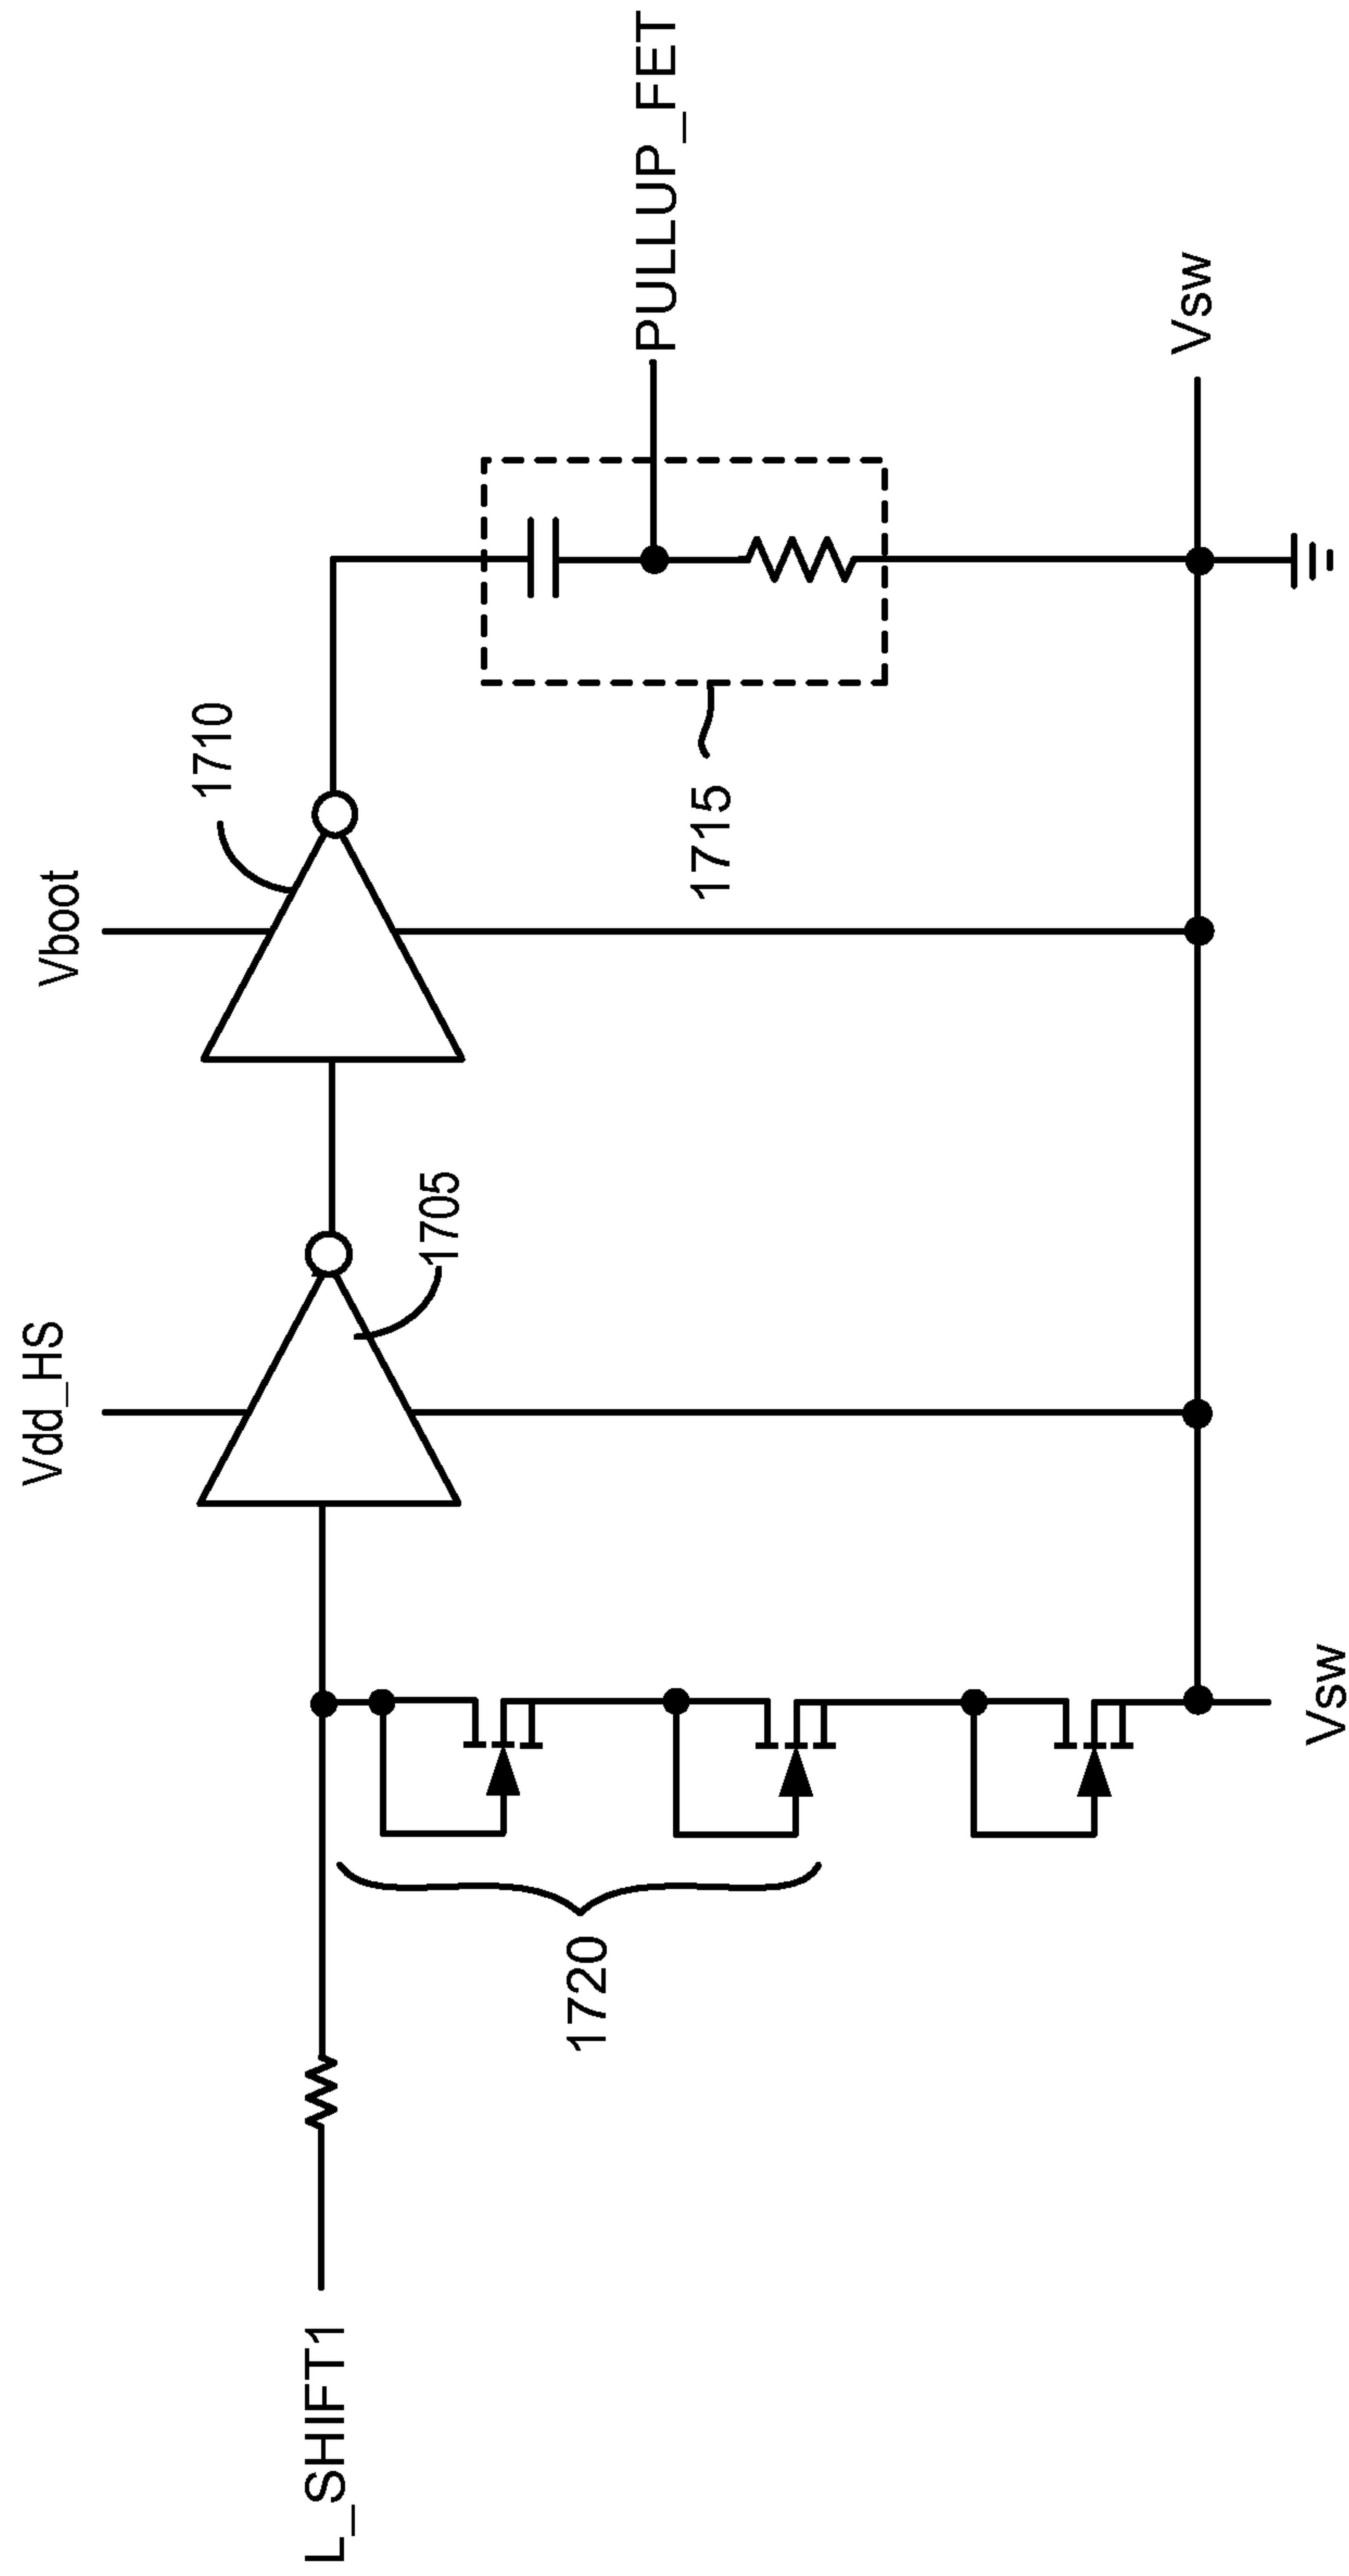 Vdd_HS
Vboot
1710
1705
L_SHIFT1
1720
1715
PULLUP_FET
Vsw
Vsw